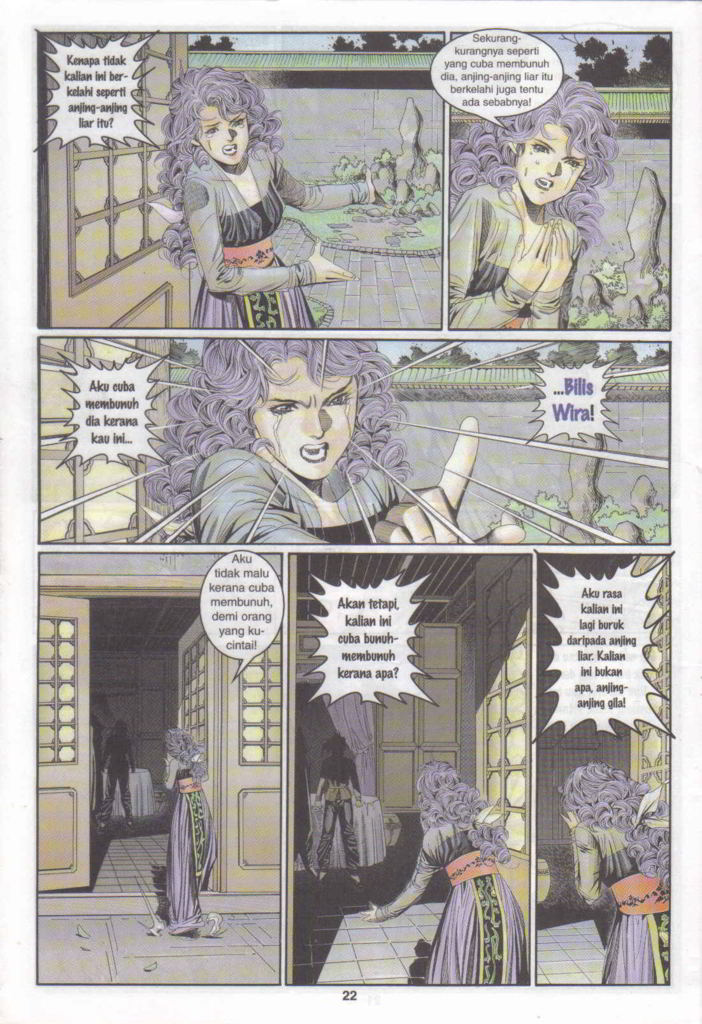 Kenapa tidak
kalian ini ber-
kelahi seperti
anjing-anjing
liar itu?
Sekurang-
kurangnya seperti
yang cuba membunuh
dia, anjing-anjing liar itu
berkelahi juga tentu
ada sebabnya!
Aku cuba
membunuh
dia kerana
kau ini...
...Bilis
Wira!
Aku
tidak malu
kerana cuba
membunuh,
demi orang
yang ku-
cintai!
Akan tetapi,
kalian ini
cuba bunuh-
membunuh
kerana apa?
Aku rasa
kalian ini
lagi buruk
daripada anjing
liar. Kalian
ini bukan
apa, anjing-
anjing gila!
22